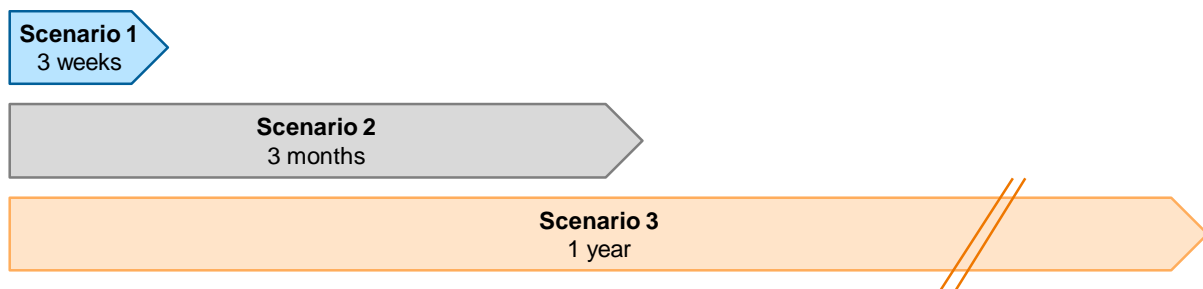 Scenario 1
3 weeks
Scenario 2
3 months
Scenario 3
1 year